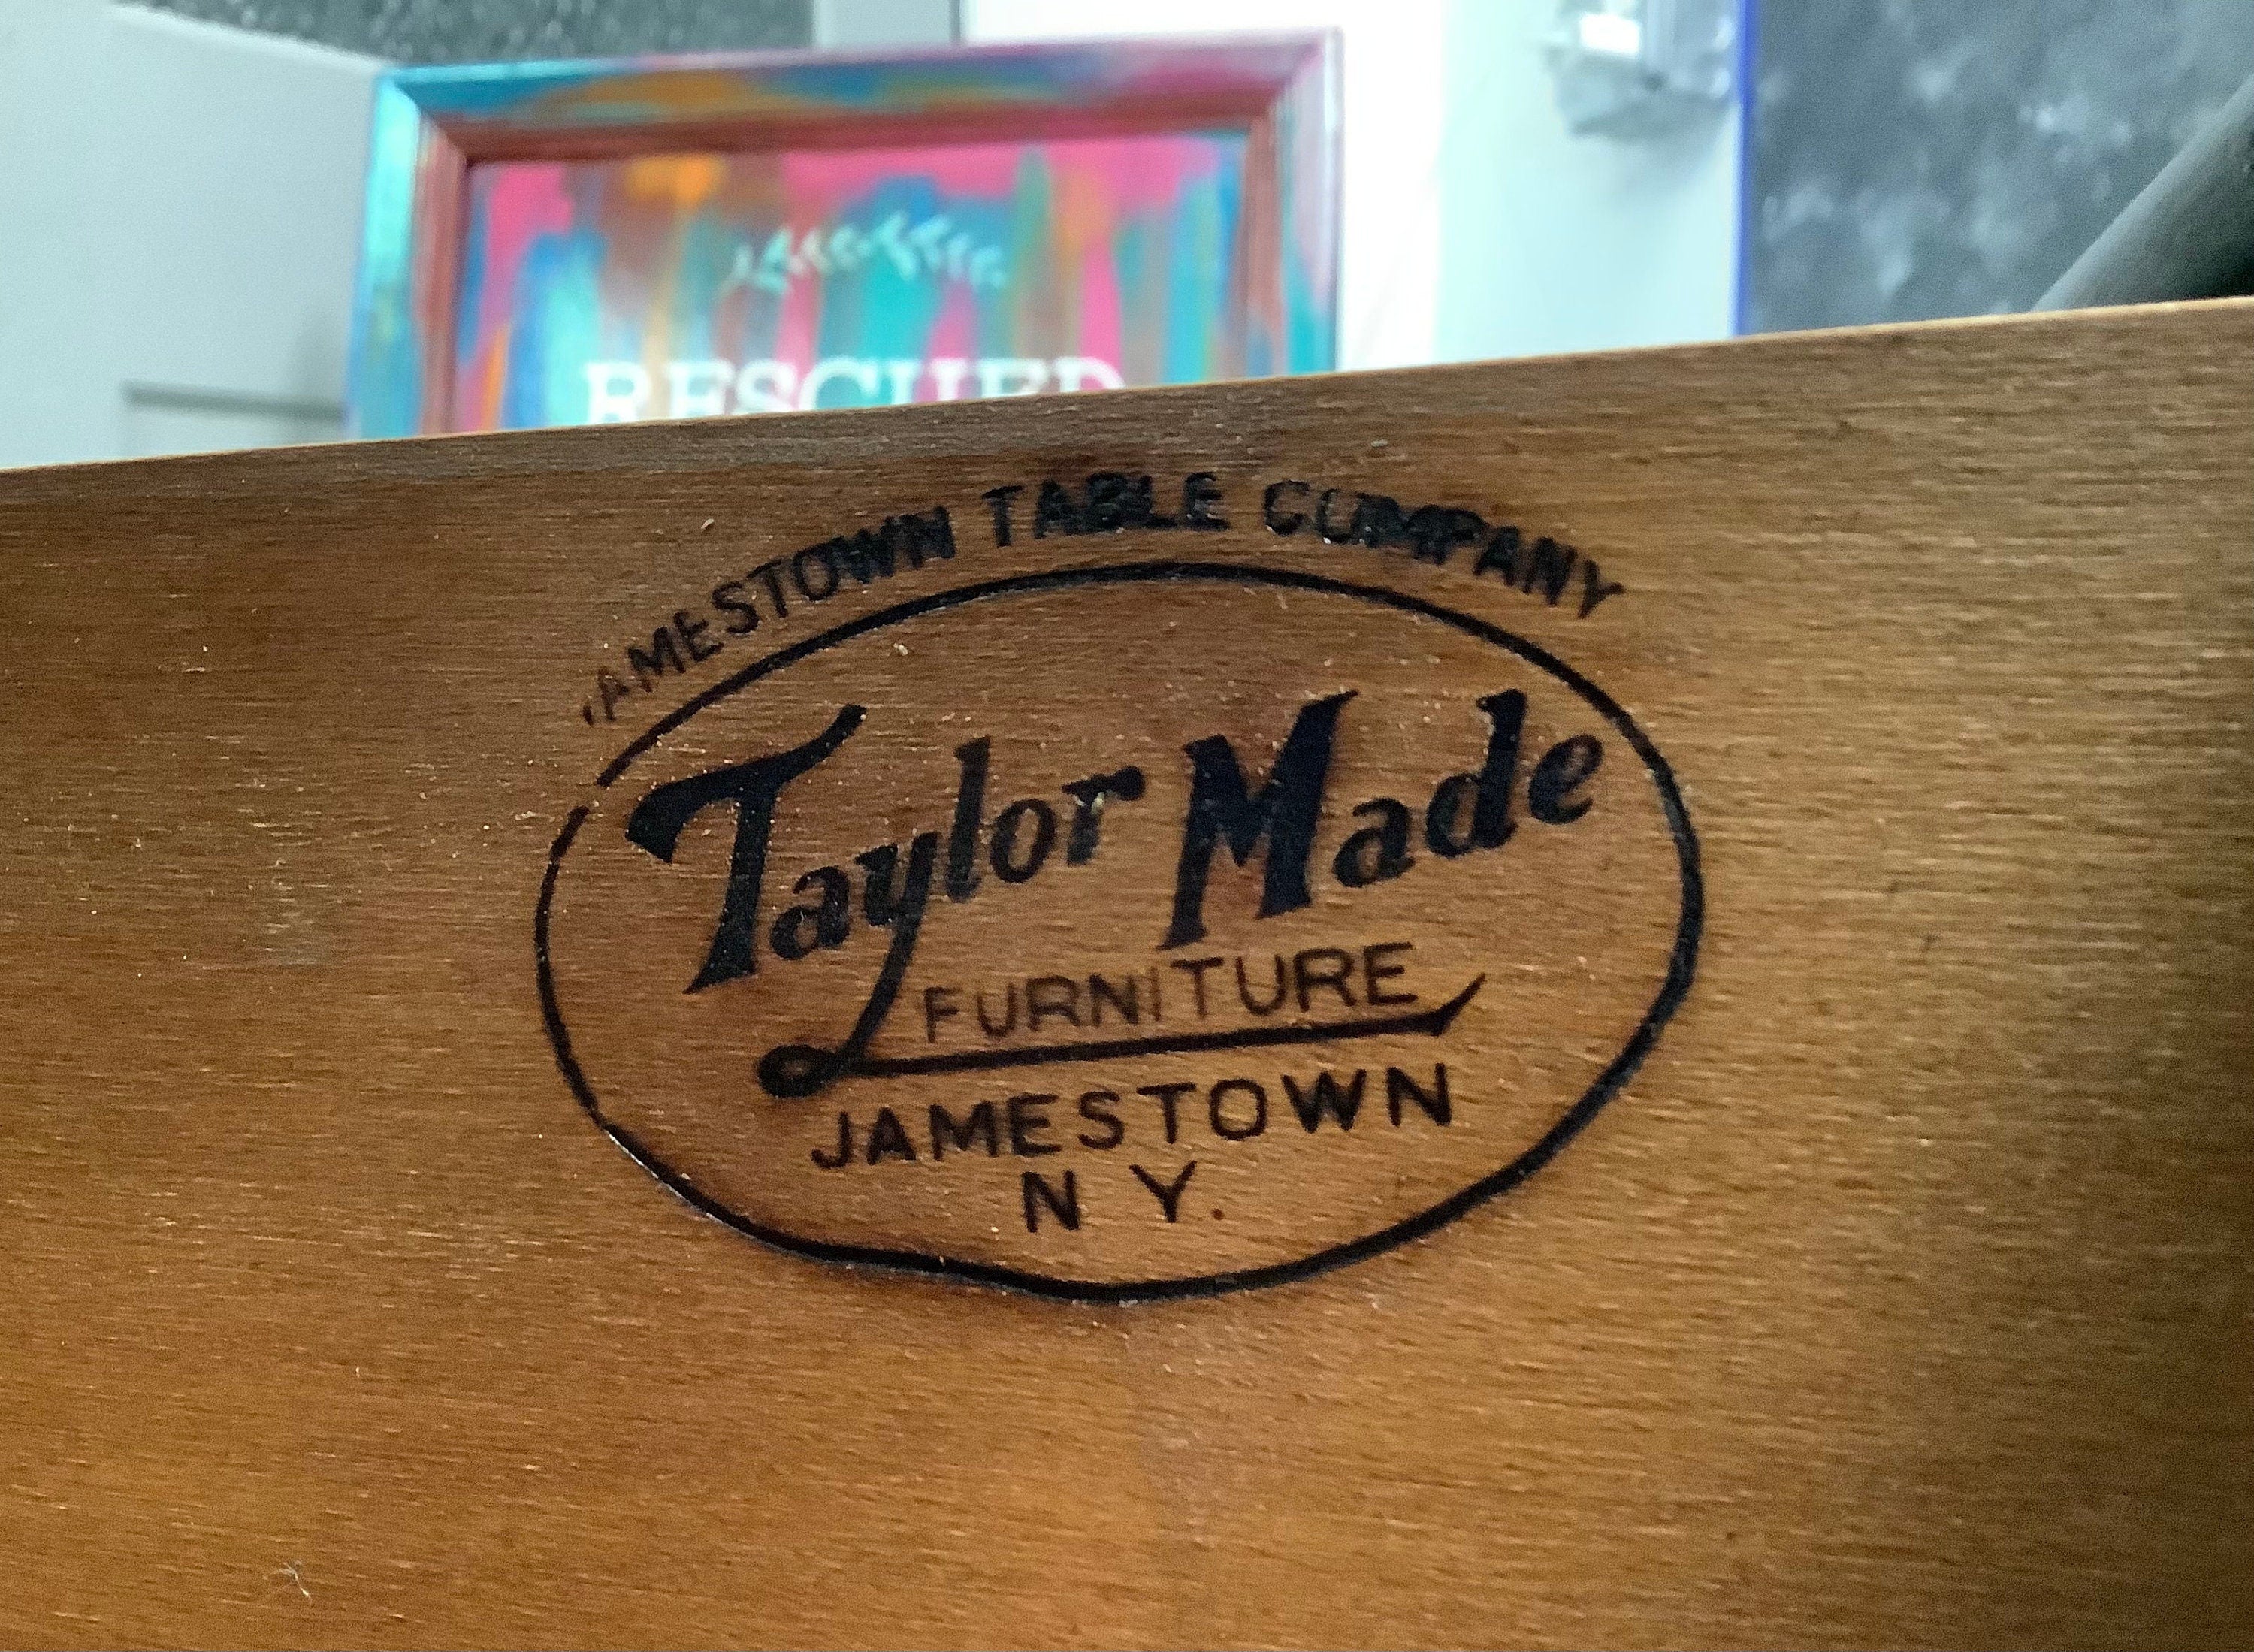 RESCUED
JAMESTOWN TABLE COMPANY
Taylor Made
FURNITURE
JAMESTOWN
N Y.